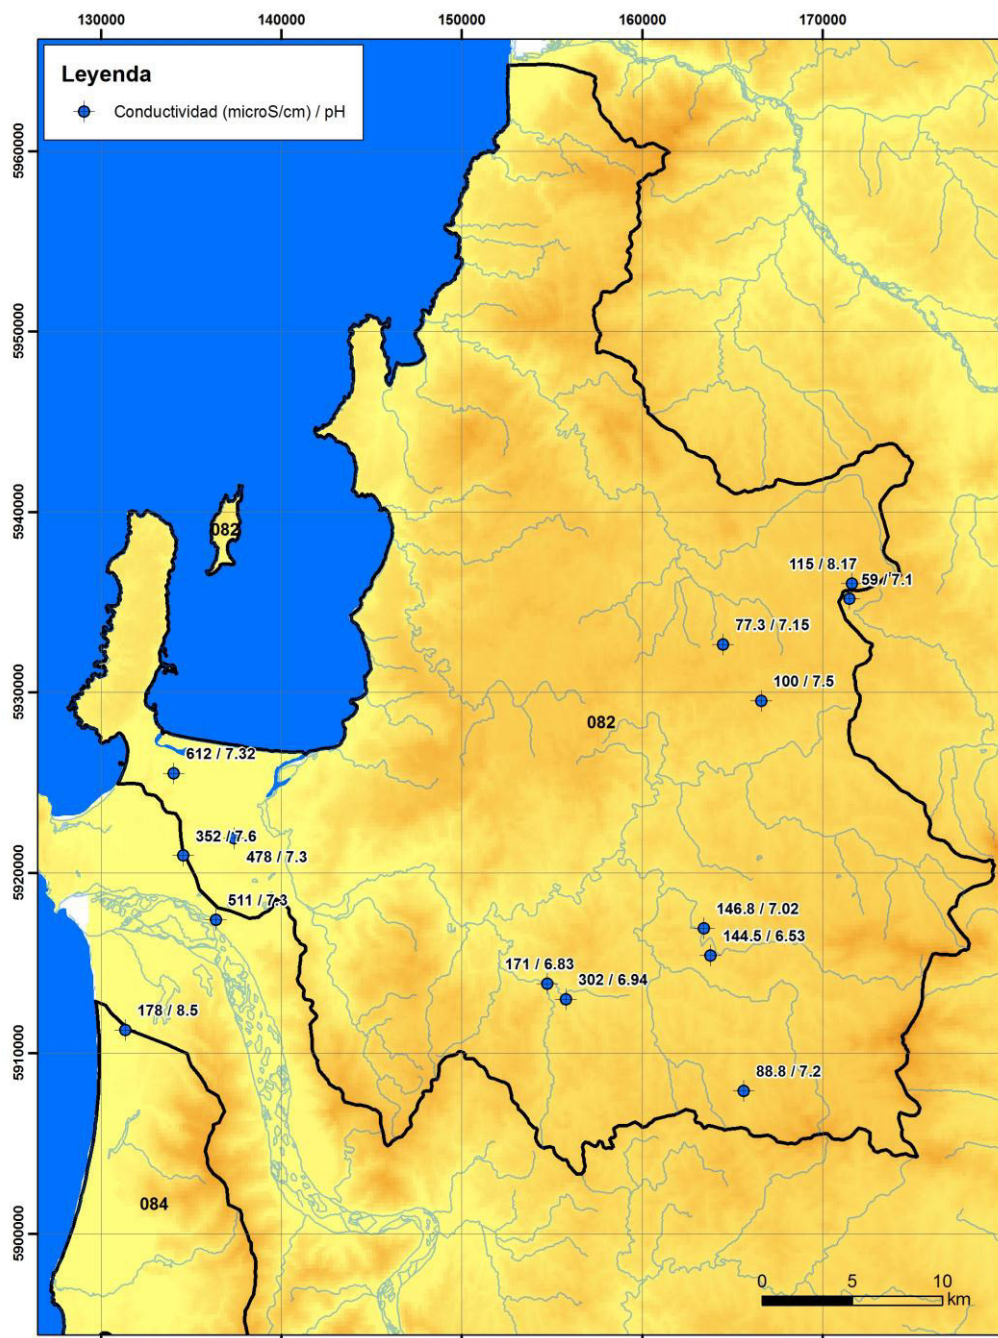 130000
140000
150000
160000
170000
Leyenda
Conductividad (microS/cm) / pH
5960000
5950000
5940000
5930000
5920000
5910000
5900000
082
115 / 8.17
59 / 7.1
77.3 / 7.15
100 / 7.5
082
612 / 7.32
352 / 7.6
478 / 7.3
511 / 7.3
146.8 / 7.02
144.5 / 6.53
171 / 6.83
302 / 6.94
178 / 8.5
88.8 / 7.2
084
0
5
10
km